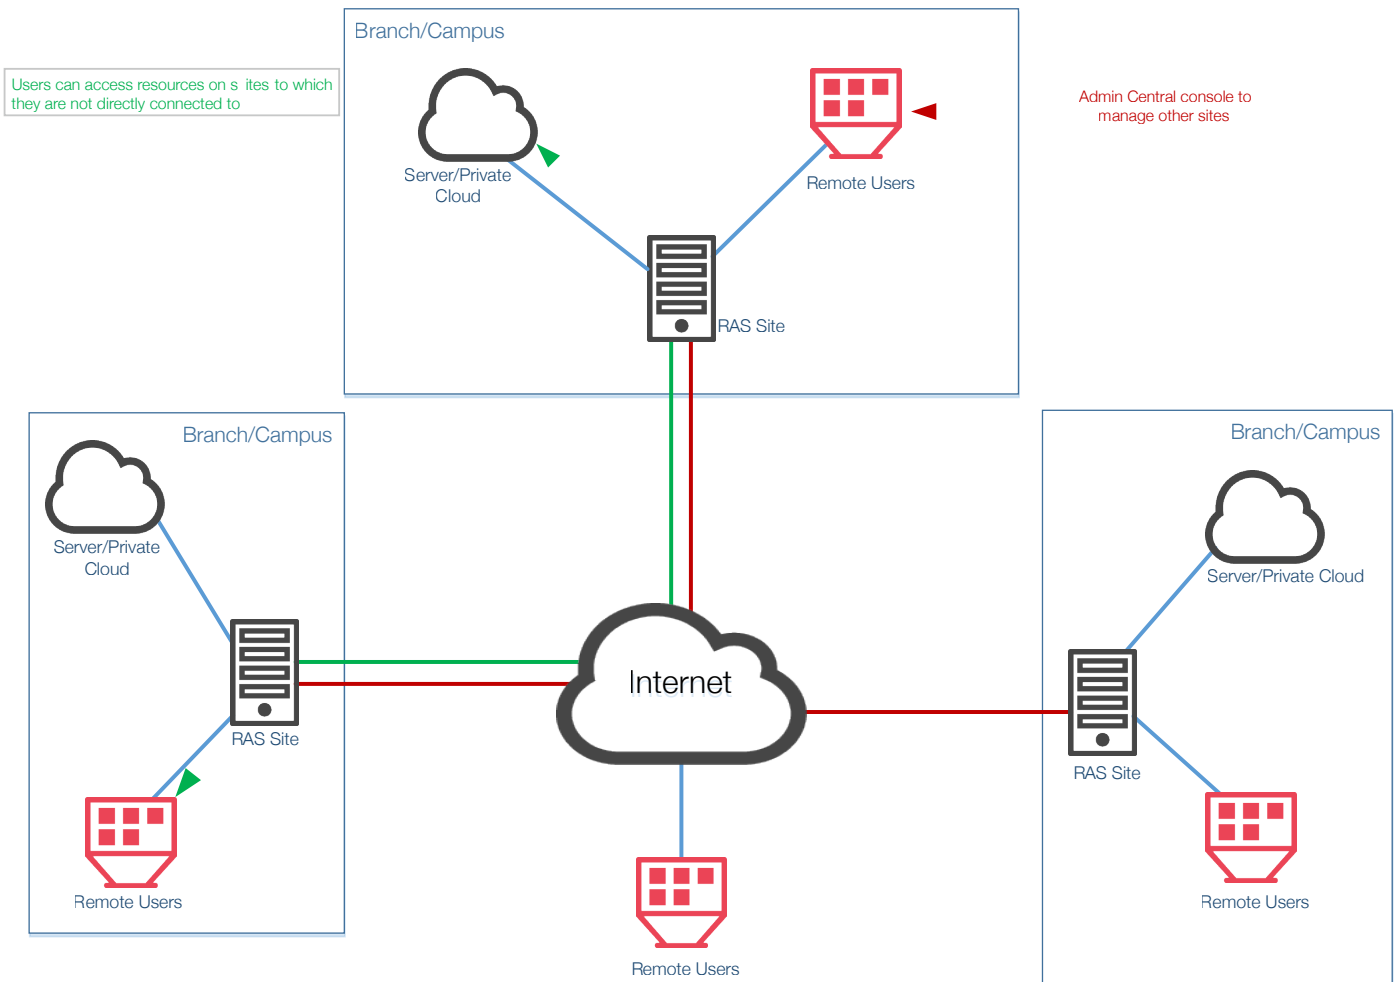 Branch/Campus
Users can access resources on s ites to which
they are not directly connected to
Admin Central console to
manage other sites
Server/Private
Cloud
Remote Users
RAS Site
Branch/Campus
Server/Private
Cloud
RAS Site
Remote Users
Internet
Remote Users
Branch/Campus
Server/Private Cloud
RAS Site
Remote Users